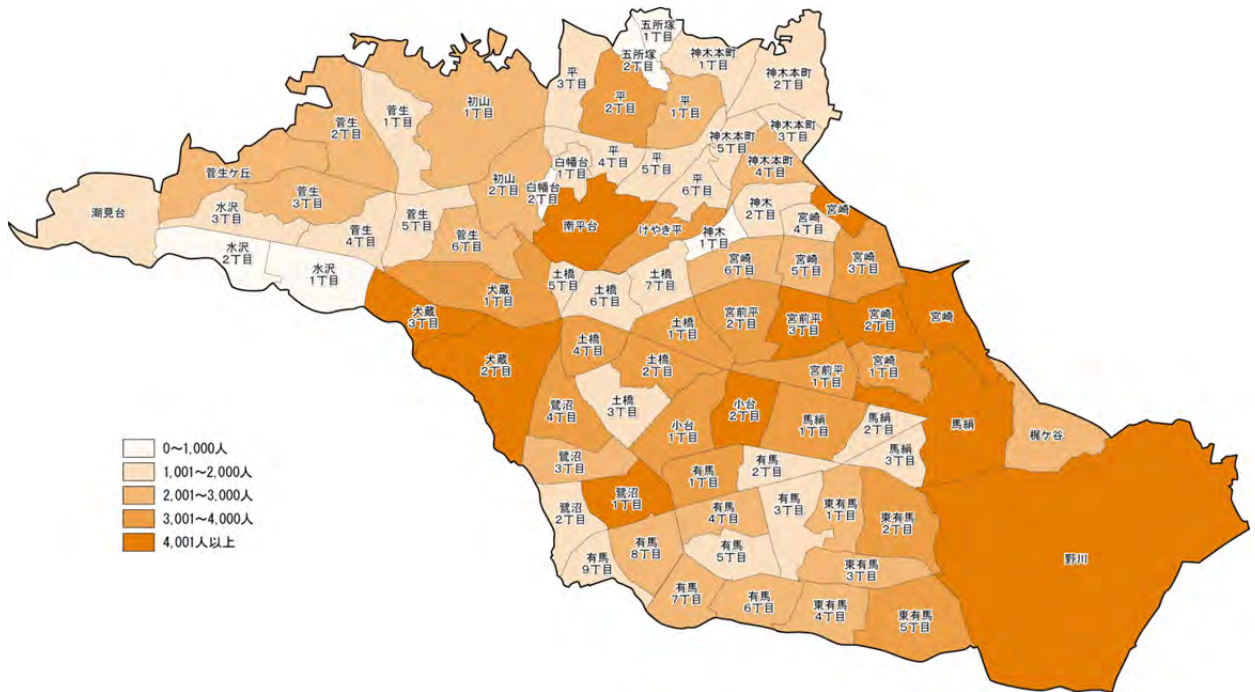 五所塚
1丁目
五所塚
2丁目
神木本町
1丁目
神木本町
2丁目
平
3丁目
平
2丁目
平
1丁目
初山
1丁目
菅生
1丁目
菅生
2丁目
神木本町
3丁目
神木本町
5丁目
神木本町
4丁目
平
4丁目
平
5丁目
平
6丁目
白幡台
1丁目
白幡台
2丁目
初山
2丁目
菅生ケ丘
菅生
3丁目
潮見台
水沢
3丁目
菅生
4丁目
菅生
5丁目
菅生
6丁目
水沢
2丁目
水沢
1丁目
南平台
けやき平
神木
1丁目
神木
2丁目
宮崎
4丁目
宮崎
宮崎
6丁目
宮崎
5丁目
宮崎
3丁目
土橋
5丁目
土橋
6丁目
土橋
7丁目
犬蔵
1丁目
犬蔵
3丁目
犬蔵
2丁目
土橋
4丁目
土橋
1丁目
土橋
2丁目
土橋
3丁目
宮前平
2丁目
宮前平
3丁目
宮崎
2丁目
宮崎
宮崎
1丁目
宮前平
1丁目
鷺沼
4丁目
小台
1丁目
小台
2丁目
馬絹
1丁目
馬絹
2丁目
馬絹
3丁目
馬絹
梶ケ谷
鷺沼
3丁目
鷺沼
1丁目
鷺沼
2丁目
有馬
1丁目
有馬
2丁目
有馬
3丁目
有馬
4丁目
有馬
5丁目
有馬
8丁目
有馬
9丁目
有馬
7丁目
有馬
6丁目
東有馬
1丁目
東有馬
2丁目
東有馬
3丁目
東有馬
4丁目
東有馬
5丁目
野川
0～1,000人
1,001～2,000人
2,001～3,000人
3,001～4,000人
4,001人以上